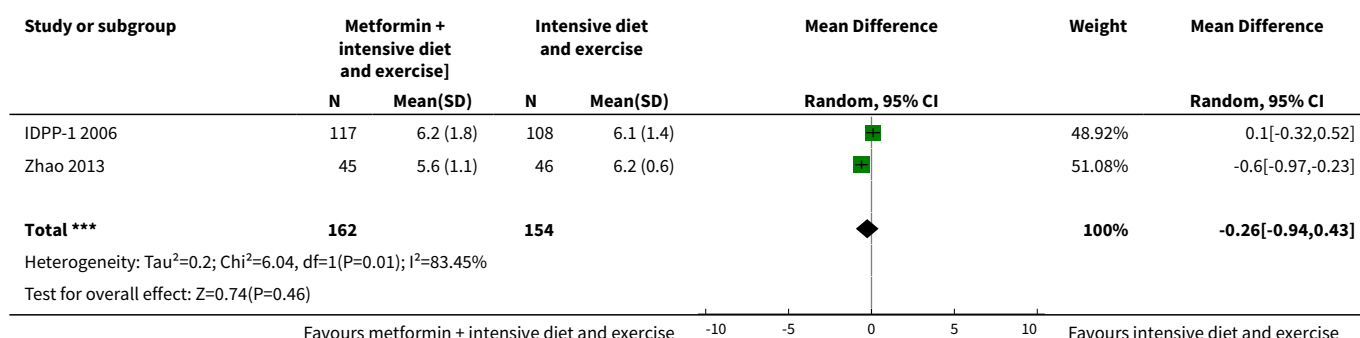 Study or subgroup Metformin + intensive diet and exercise] Intensive diet and exercise Mean Difference Weight Mean Difference
N Mean(SD) N Mean(SD) Random, 95% CI Random, 95% CI
IDPP-1 2006 117 6.2 (1.8) 108 6.1 (1.4) 48.92% 0.1[-0.32,0.52]
Zhao 2013 45 5.6 (1.1) 46 6.2 (0.6) 51.08% -0.6[-0.97,-0.23]
Total *** 162 154 100% -0.26[-0.94,0.43]
Heterogeneity: Tau²=0.2; Chi²=6.04, df=1(P=0.01); I²=83.45%
Test for overall effect: Z=0.74(P=0.46)
Favours metformin + intensive diet and exercise -10 -5 0 5 10 Favours intensive diet and exercise